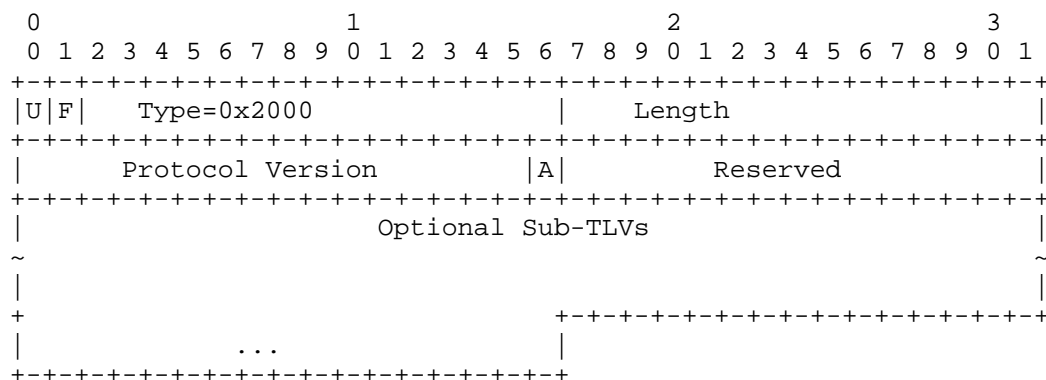 0                   1                   2                   3
 0 1 2 3 4 5 6 7 8 9 0 1 2 3 4 5 6 7 8 9 0 1 2 3 4 5 6 7 8 9 0 1
+-+-+-+-+-+-+-+-+-+-+-+-+-+-+-+-+-+-+-+-+-+-+-+-+-+-+-+-+-+-+-+-+
|U|F|   Type=0x2000               |    Length                   |
+-+-+-+-+-+-+-+-+-+-+-+-+-+-+-+-+-+-+-+-+-+-+-+-+-+-+-+-+-+-+-+-+
|      Protocol Version         |A|         Reserved            |
+-+-+-+-+-+-+-+-+-+-+-+-+-+-+-+-+-+-+-+-+-+-+-+-+-+-+-+-+-+-+-+-+
|                      Optional Sub-TLVs                        |
~                                                               ~
|                                                               |
+                                 +-+-+-+-+-+-+-+-+-+-+-+-+-+-+-+
|             ...                 |
+-+-+-+-+-+-+-+-+-+-+-+-+-+-+-+-+-+